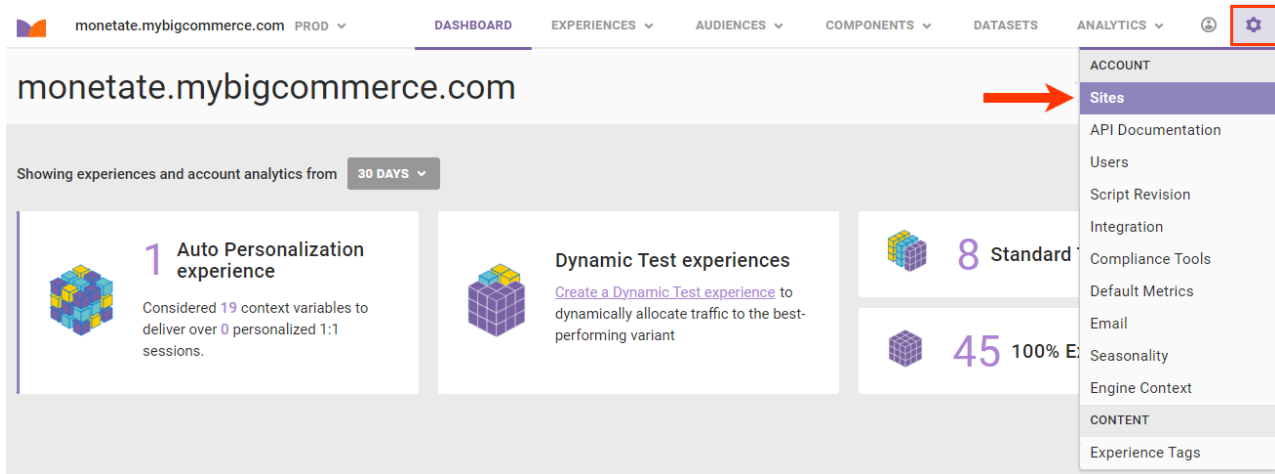 monetate.mybigcommerce.com PROD
DASHBOARD
EXPERIENCES
AUDIENCES
COMPONENTS
DATASETS
ANALYTICS
monetate.mybigcommerce.com
ACCOUNT
Sites
API Documentation
Users
Script Revision
Integration
Compliance Tools
Default Metrics
Email
Seasonality
Engine Context
CONTENT
Experience Tags
Showing experiences and account analytics from 30 DAYS
1 Auto Personalization
experience
Considered 19 context variables to
deliver over 0 personalized 1:1
sessions.
Dynamic Test experiences
Create a Dynamic Test experience to
dynamically allocate traffic to the best-
performing variant
8 Standard
45 100%